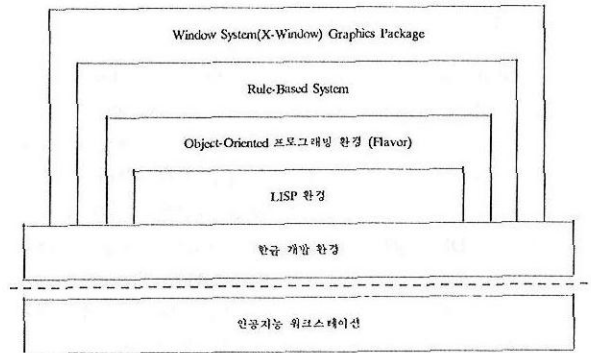 Window System(X-Window) Graphics Package
Rule-Based System
Object-Oriented 프로그래밍 환경 (Flavor)
LISP 환경
한글 개발 환경
인공지능 워크스테이션